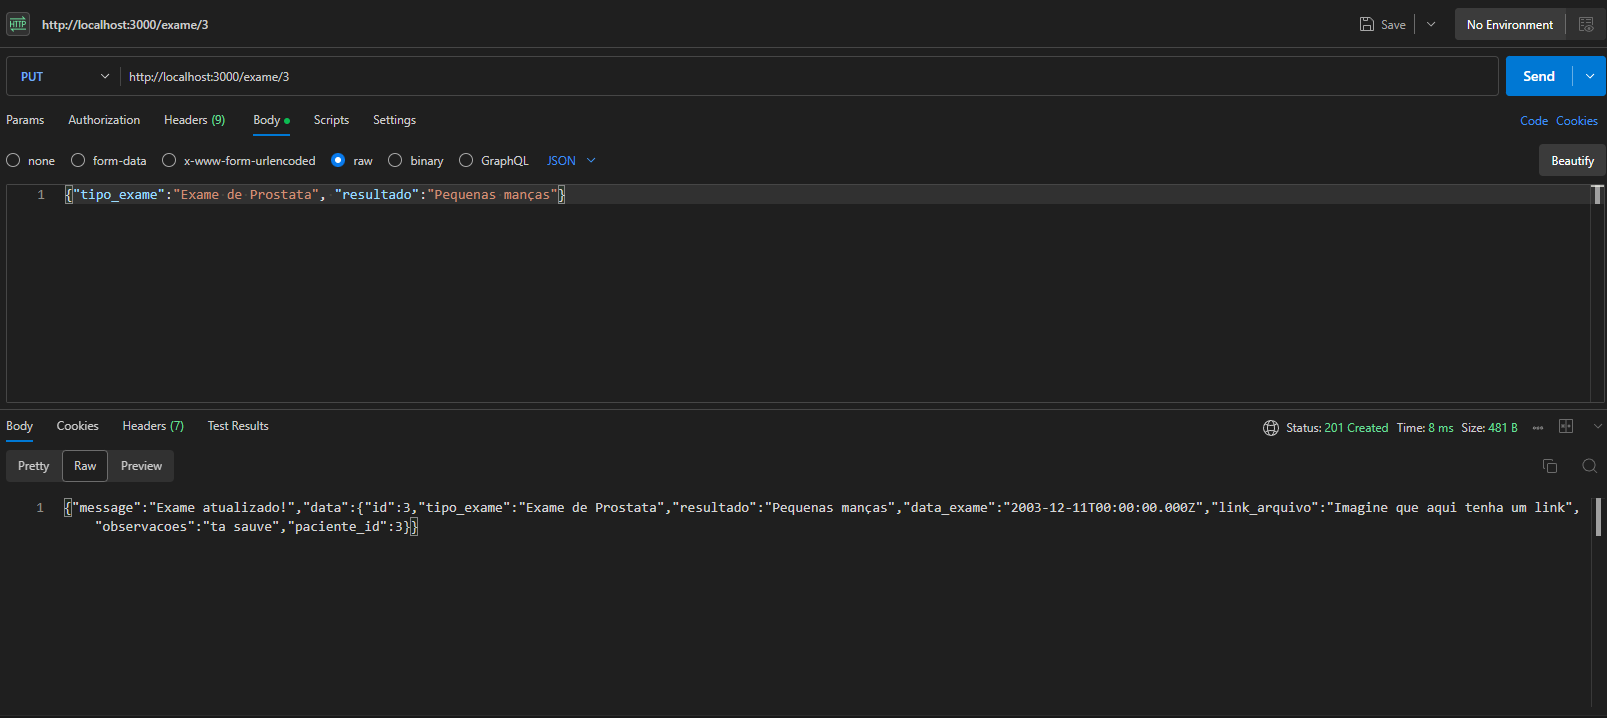 HTTP http://localhost:3000/exame/3 Save No Environment
PUT http://localhost:3000/exame/3 Send
Params Authorization Headers (9) Body Scripts Settings Code Cookies
none form-data x-www-form-urlencoded raw binary GraphQL JSON Beautify
1 {"tipo_exame":"Exame de Prostata", "resultado":"Pequenas manças"}
Body Cookies Headers (7) Test Results Status: 201 Created Time: 8 ms Size: 481 B
Pretty Raw Preview
1 {"message":"Exame atualizado!","data":{"id":3,"tipo_exame":"Exame de Prostata","resultado":"Pequenas manças","data_exame":"2003-12-11T00:00:00.000Z","link_arquivo":"Imagine que aqui tenha um link",
"observacoes":"ta sauve","paciente_id":3}}